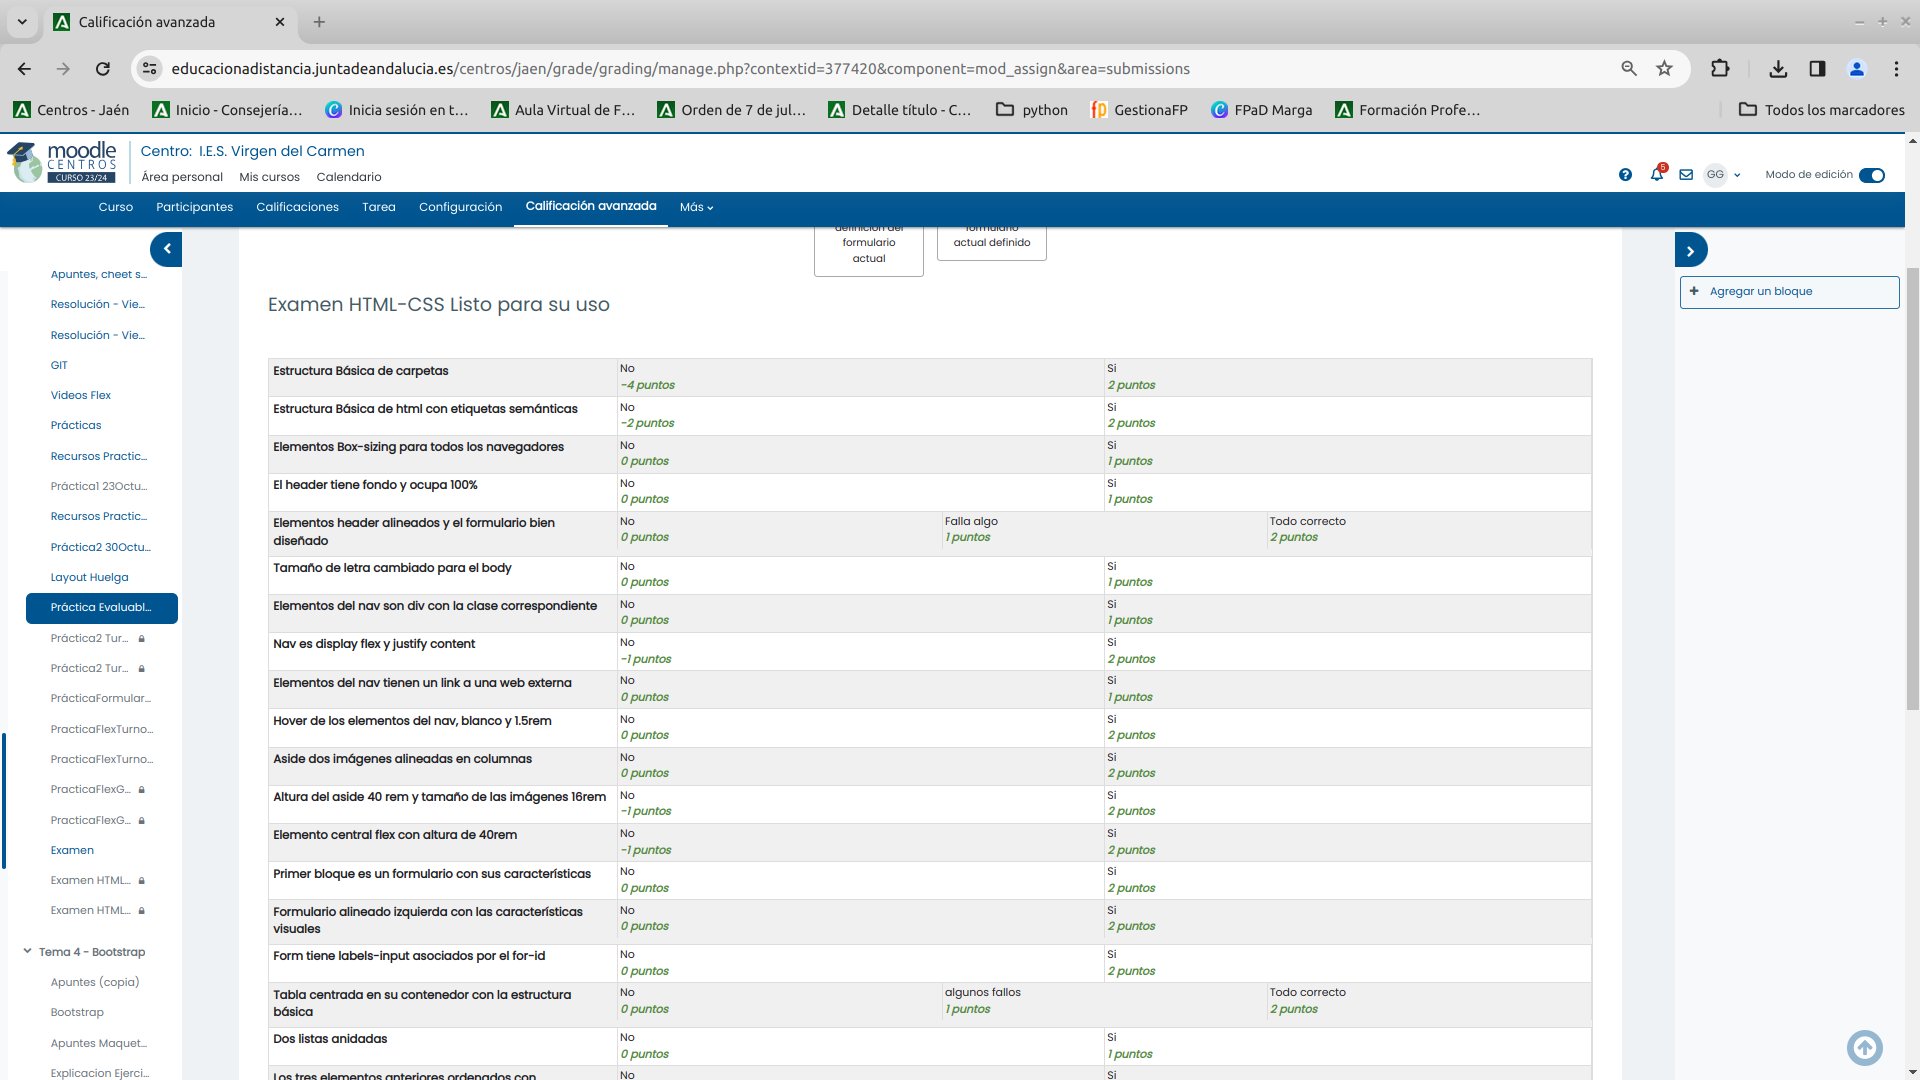 Calificación avanzada
educacionadistancia.juntadeandalucia.es/centros/jaen/grade/grading/manage.php?contextid=377420&component=mod_assign&area=submissions
Centros - Jaén
Inicio - Consejería…
Inicia sesión en t…
Aula Virtual de F…
Orden de 7 de jul…
Detalle título - C…
python
GestionaFP
FPaD Marga
Formación Profe…
Todos los marcadores
moodle
CENTROS
CURSO 23/24
Centro: I.E.S. Virgen del Carmen
Área personal
Mis cursos
Calendario
5
GG
Modo de edición
Curso
Participantes
Calificaciones
Tarea
Configuración
Calificación avanzada
Más
Apuntes, cheet s...
Resolución - Vie...
Resolución - Vie...
GIT
Videos Flex
Prácticas
Recursos Practic...
Práctica1 23Octu...
Recursos Practic...
Práctica2 30Octu...
Layout Huelga
Práctica Evaluabl...
Práctica2 Tur...
Práctica2 Tur...
PrácticaFormular...
PracticaFlexTurno...
PracticaFlexTurno...
PracticaFlexG...
PracticaFlexG...
Examen
Examen HTML...
Examen HTML...
Tema 4 - Bootstrap
Apuntes (copia)
Bootstrap
Apuntes Maquet...
Explicacion Ejerci...
definición del
formulario
actual
formulario
actual definido
Examen HTML-CSS Listo para su uso
Estructura Básica de carpetas
No
-4 puntos
Si
2 puntos
Estructura Básica de html con etiquetas semánticas
No
-2 puntos
Si
2 puntos
Elementos Box-sizing para todos los navegadores
No
0 puntos
Si
1 puntos
El header tiene fondo y ocupa 100%
No
0 puntos
Si
1 puntos
Elementos header alineados y el formulario bien
diseñado
No
0 puntos
Falla algo
1 puntos
Todo correcto
2 puntos
Tamaño de letra cambiado para el body
No
0 puntos
Si
1 puntos
Elementos del nav son div con la clase correspondiente
No
0 puntos
Si
1 puntos
Nav es display flex y justify content
No
-1 puntos
Si
2 puntos
Elementos del nav tienen un link a una web externa
No
0 puntos
Si
1 puntos
Hover de los elementos del nav, blanco y 1.5rem
No
0 puntos
Si
2 puntos
Aside dos imágenes alineadas en columnas
No
0 puntos
Si
2 puntos
Altura del aside 40 rem y tamaño de las imágenes 16rem
No
-1 puntos
Si
2 puntos
Elemento central flex con altura de 40rem
No
-1 puntos
Si
2 puntos
Primer bloque es un formulario con sus características
No
0 puntos
Si
2 puntos
Formulario alineado izquierda con las características
visuales
No
0 puntos
Si
2 puntos
Form tiene labels-input asociados por el for-id
No
0 puntos
Si
2 puntos
Tabla centrada en su contenedor con la estructura
básica
No
0 puntos
algunos fallos
1 puntos
Todo correcto
2 puntos
Dos listas anidadas
No
0 puntos
Si
1 puntos
Los tres elementos anteriores ordenados con
No
Si
Agregar un bloque